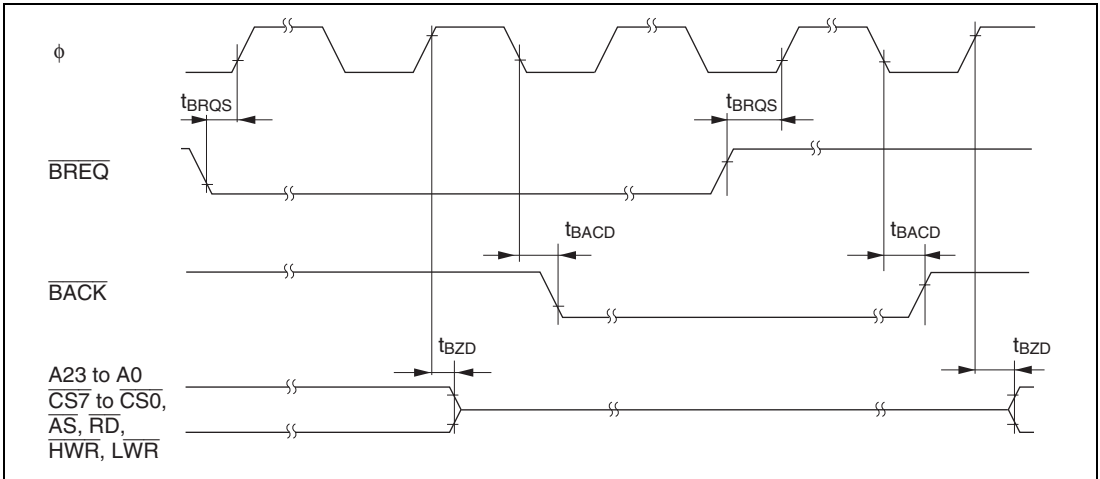 ϕ
tBRQS
tBRQS
BREQ
tBACD
tBACD
BACK
tBZD
tBZD
A23 to A0
CS7 to CS0,
AS, RD,
HWR, LWR